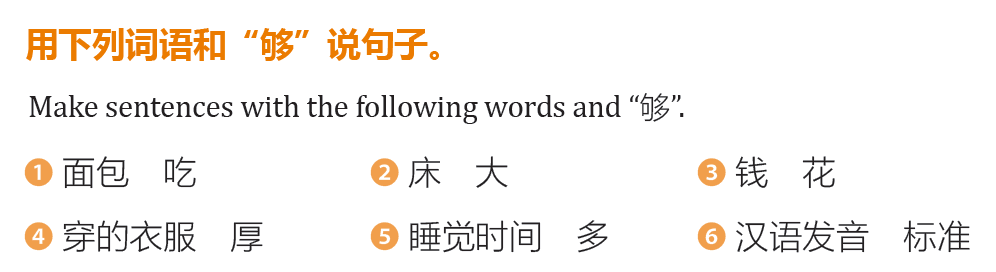 用下列词语和“够”说句子。
Make sentences with the following words and “够”.
1 面包 吃 2 床 大 3 钱 花
4 穿的衣服 厚 5 睡觉时间 多 6 汉语发音 标准